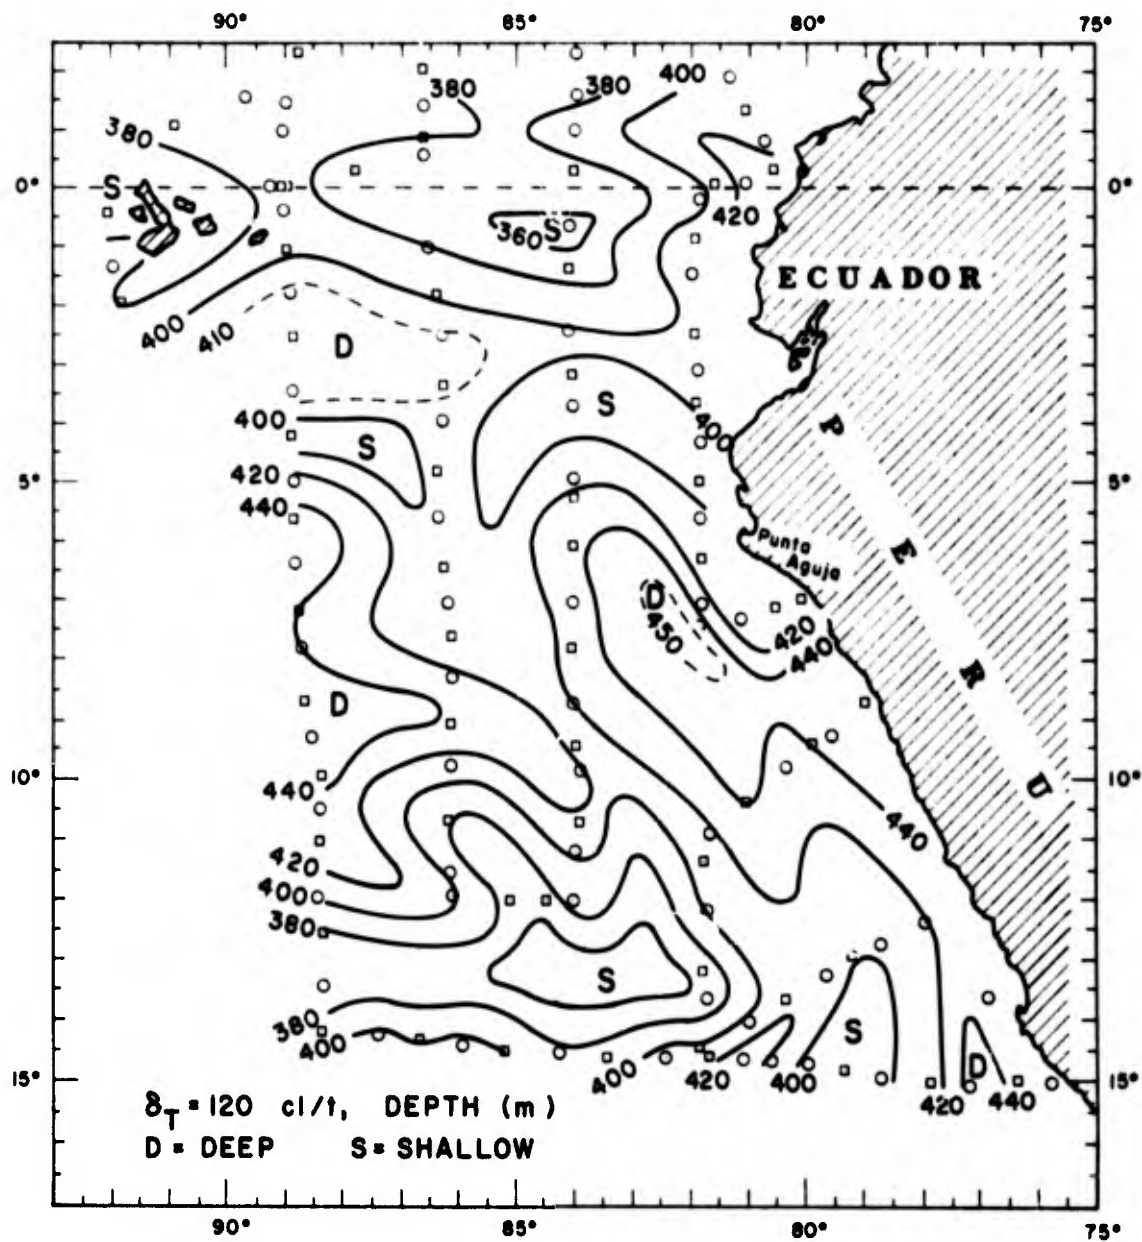 90° 85° 80° 75°
380 380 400
380
S 0° 0°
420
360 S
ECUADOR
400 410
D
S
400 400
S
P
420
5° 5°
440
E
Punta
Aguja
D
450
420
440
R
D
U
10° 10°
440
440
420
400
380
S
380
400
S
400 420 400 D
15° 420 440 15°
δT = 120 cl/t, DEPTH (m)
D = DEEP S = SHALLOW
90° 85° 80° 75°